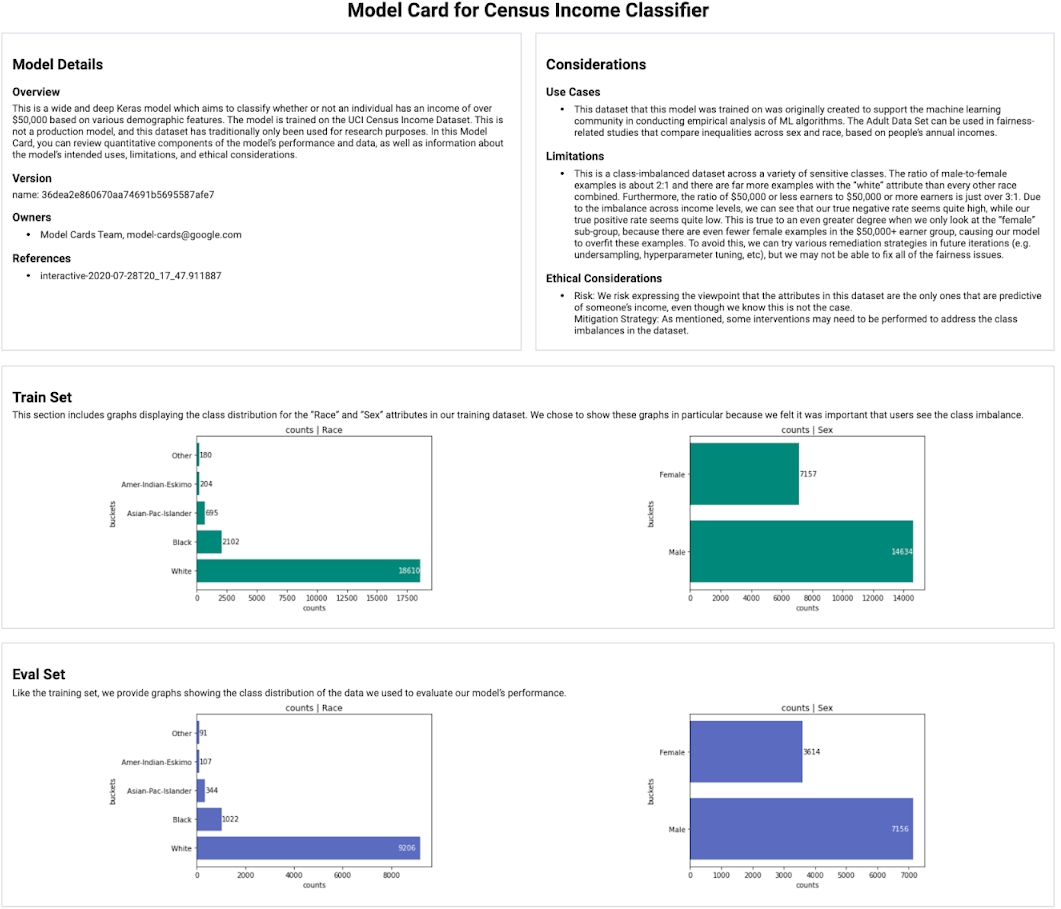 Model Card for Census Income Classifier
Model Details
Overview
This is a wide and deep Keras model which aims to classify whether or not an individual has an income of over
$50,000 based on various demographic features. The model is trained on the UCI Census Income Dataset. This is
not a production model, and this dataset has traditionally only been used for research purposes. In this Model
Card, you can review quantitative components of the model's performance and data, as well as information about
the model's intended uses, limitations, and ethical considerations.
Version
name: 36dea2e860670aa74691b5695587afe7
Owners
• Model Cards Team, model-cards@google.com
References
• interactive-2020-07-28T20_17_47.911887
Considerations
Use Cases
• This dataset that this model was trained on was originally created to support the machine learning
community in conducting empirical analysis of ML algorithms. The Adult Data Set can be used in fairness-
related studies that compare inequalities across sex and race, based on people's annual incomes.
Limitations
• This is a class-imbalanced dataset across a variety of sensitive classes. The ratio of male-to-female
examples is about 2:1 and there are far more examples with the "white" attribute than every other race
combined. Furthermore, the ratio of $50,000 or less earners to $50,000 or more earners is just over 3:1. Due
to the imbalance across income levels, we can see that our true negative rate seems quite high, while our
true positive rate seems quite low. This is true to an even greater degree when we only look at the "female"
sub-group, because there are even fewer female examples in the $50,000+ earner group, causing our model
to overfit these examples. To avoid this, we can try various remediation strategies in future iterations (e.g.
undersampling, hyperparameter tuning, etc), but we may not be able to fix all of the fairness issues.
Ethical Considerations
• Risk: We risk expressing the viewpoint that the attributes in this dataset are the only ones that are predictive
of someone's income, even though we know this is not the case.
Mitigation Strategy: As mentioned, some interventions may need to be performed to address the class
imbalances in the dataset.
Train Set
This section includes graphs displaying the class distribution for the "Race" and "Sex" attributes in our training dataset. We chose to show these graphs in particular because we felt it was important that users see the class imbalance.
counts | Race
buckets
Other 180
Amer-Indian-Eskimo 204
Asian-Pac-Islander 695
Black 2102
White 18610
0 2500 5000 7500 10000 12500 15000 17500
counts
counts | Sex
buckets
Female 7157
Male 14634
0 2000 4000 6000 8000 10000 12000 14000
counts
Eval Set
Like the training set, we provide graphs showing the class distribution of the data we used to evaluate our model's performance.
counts | Race
buckets
Other 91
Amer-Indian-Eskimo 107
Asian-Pac-Islander 344
Black 1022
White 9206
0 2000 4000 6000 8000
counts
counts | Sex
buckets
Female 3614
Male 7156
0 1000 2000 3000 4000 5000 6000 7000
counts